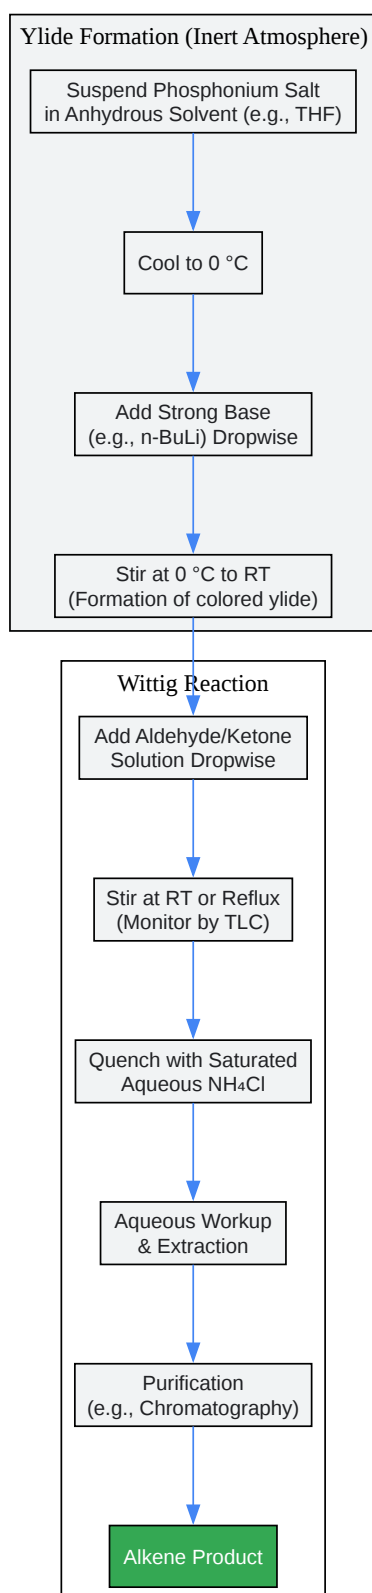 Ylide Formation (Inert Atmosphere)
Suspend Phosphonium Salt
in Anhydrous Solvent (e.g., THF)
Cool to 0 °C
Add Strong Base
(e.g., n-BuLi) Dropwise
Stir at 0 °C to RT
(Formation of colored ylide)
Wittig Reaction
Add Aldehyde/Ketone
Solution Dropwise
Stir at RT or Reflux
(Monitor by TLC)
Quench with Saturated
Aqueous NH₄Cl
Aqueous Workup
& Extraction
Purification
(e.g., Chromatography)
Alkene Product